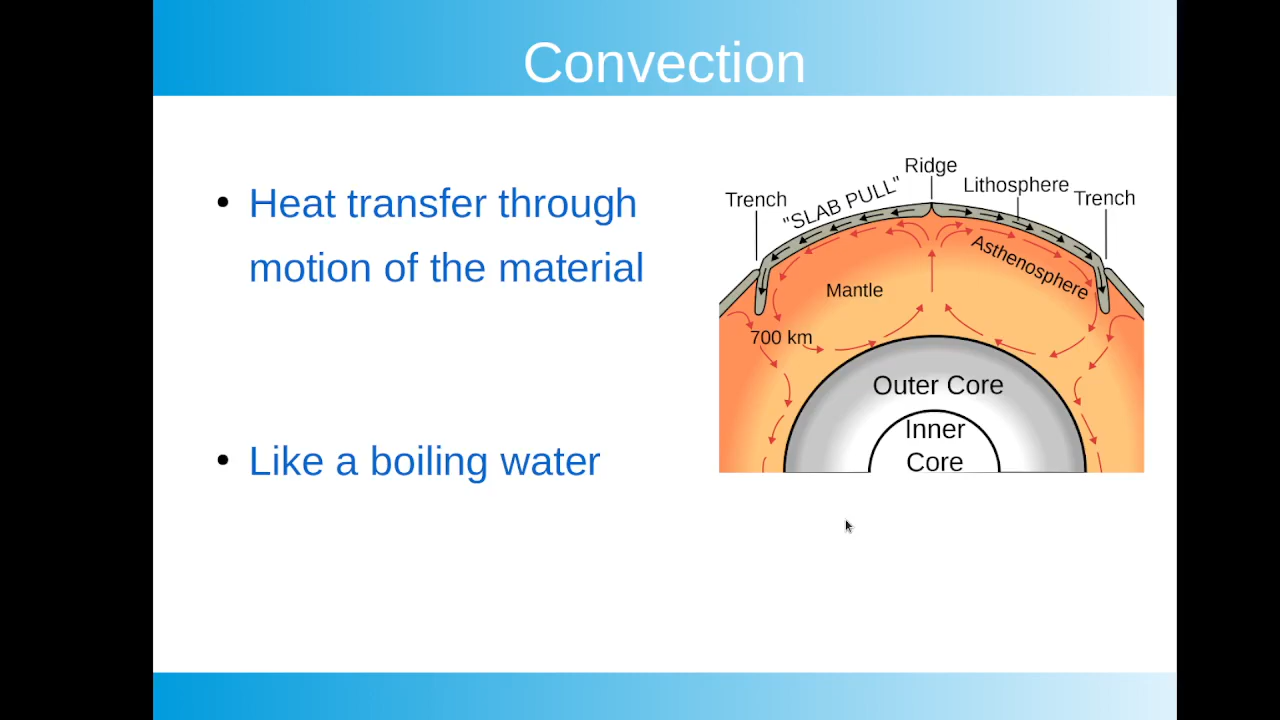 Convection
Heat transfer through
motion of the material
Like a boiling water
Ridge
Trench
"SLAB PULL"
Lithosphere
Trench
Asthenosphere
Mantle
700 km
Outer Core
Inner
Core